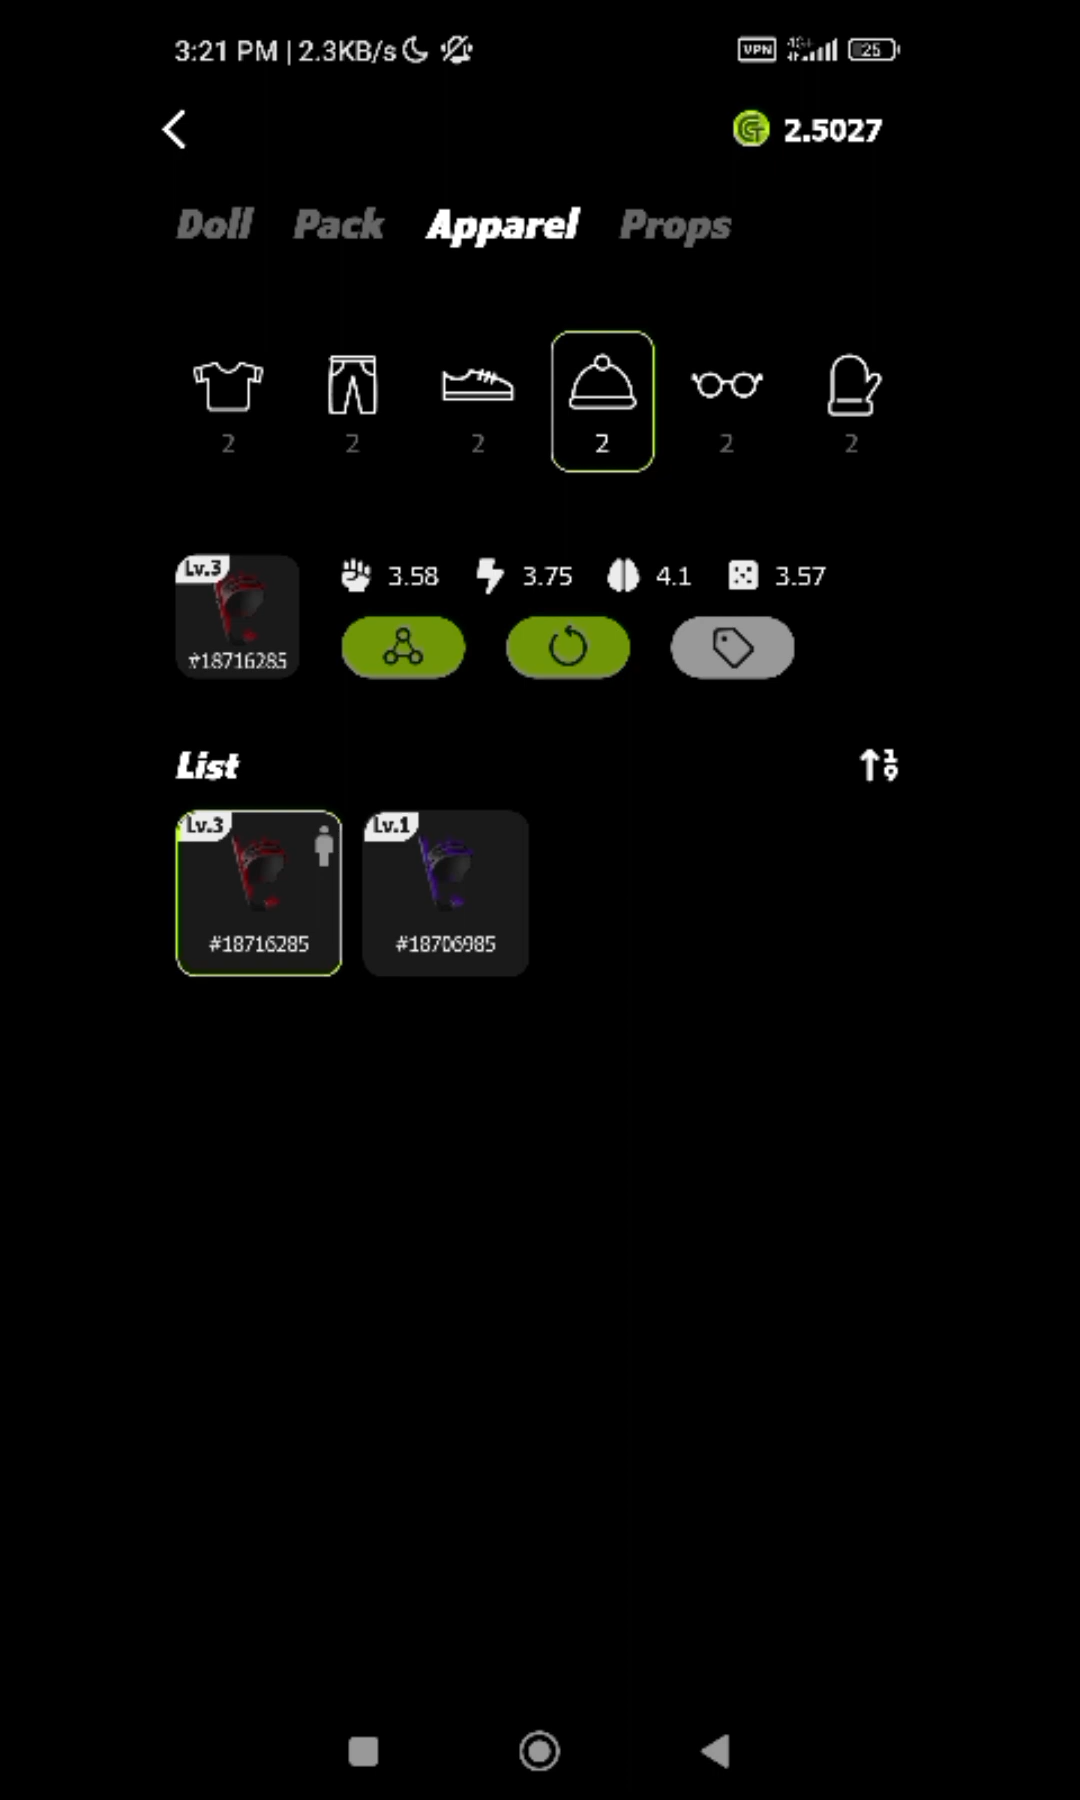 3:21 PM | 2.3KB/s VPN 4G+ 25
2.5027
Doll Pack Apparel Props
2 2 2 2 2 2
Lv.3
3.58 3.75 4.1 3.57
#18716285
List
Lv.3 Lv.1
#18716285 #18706985